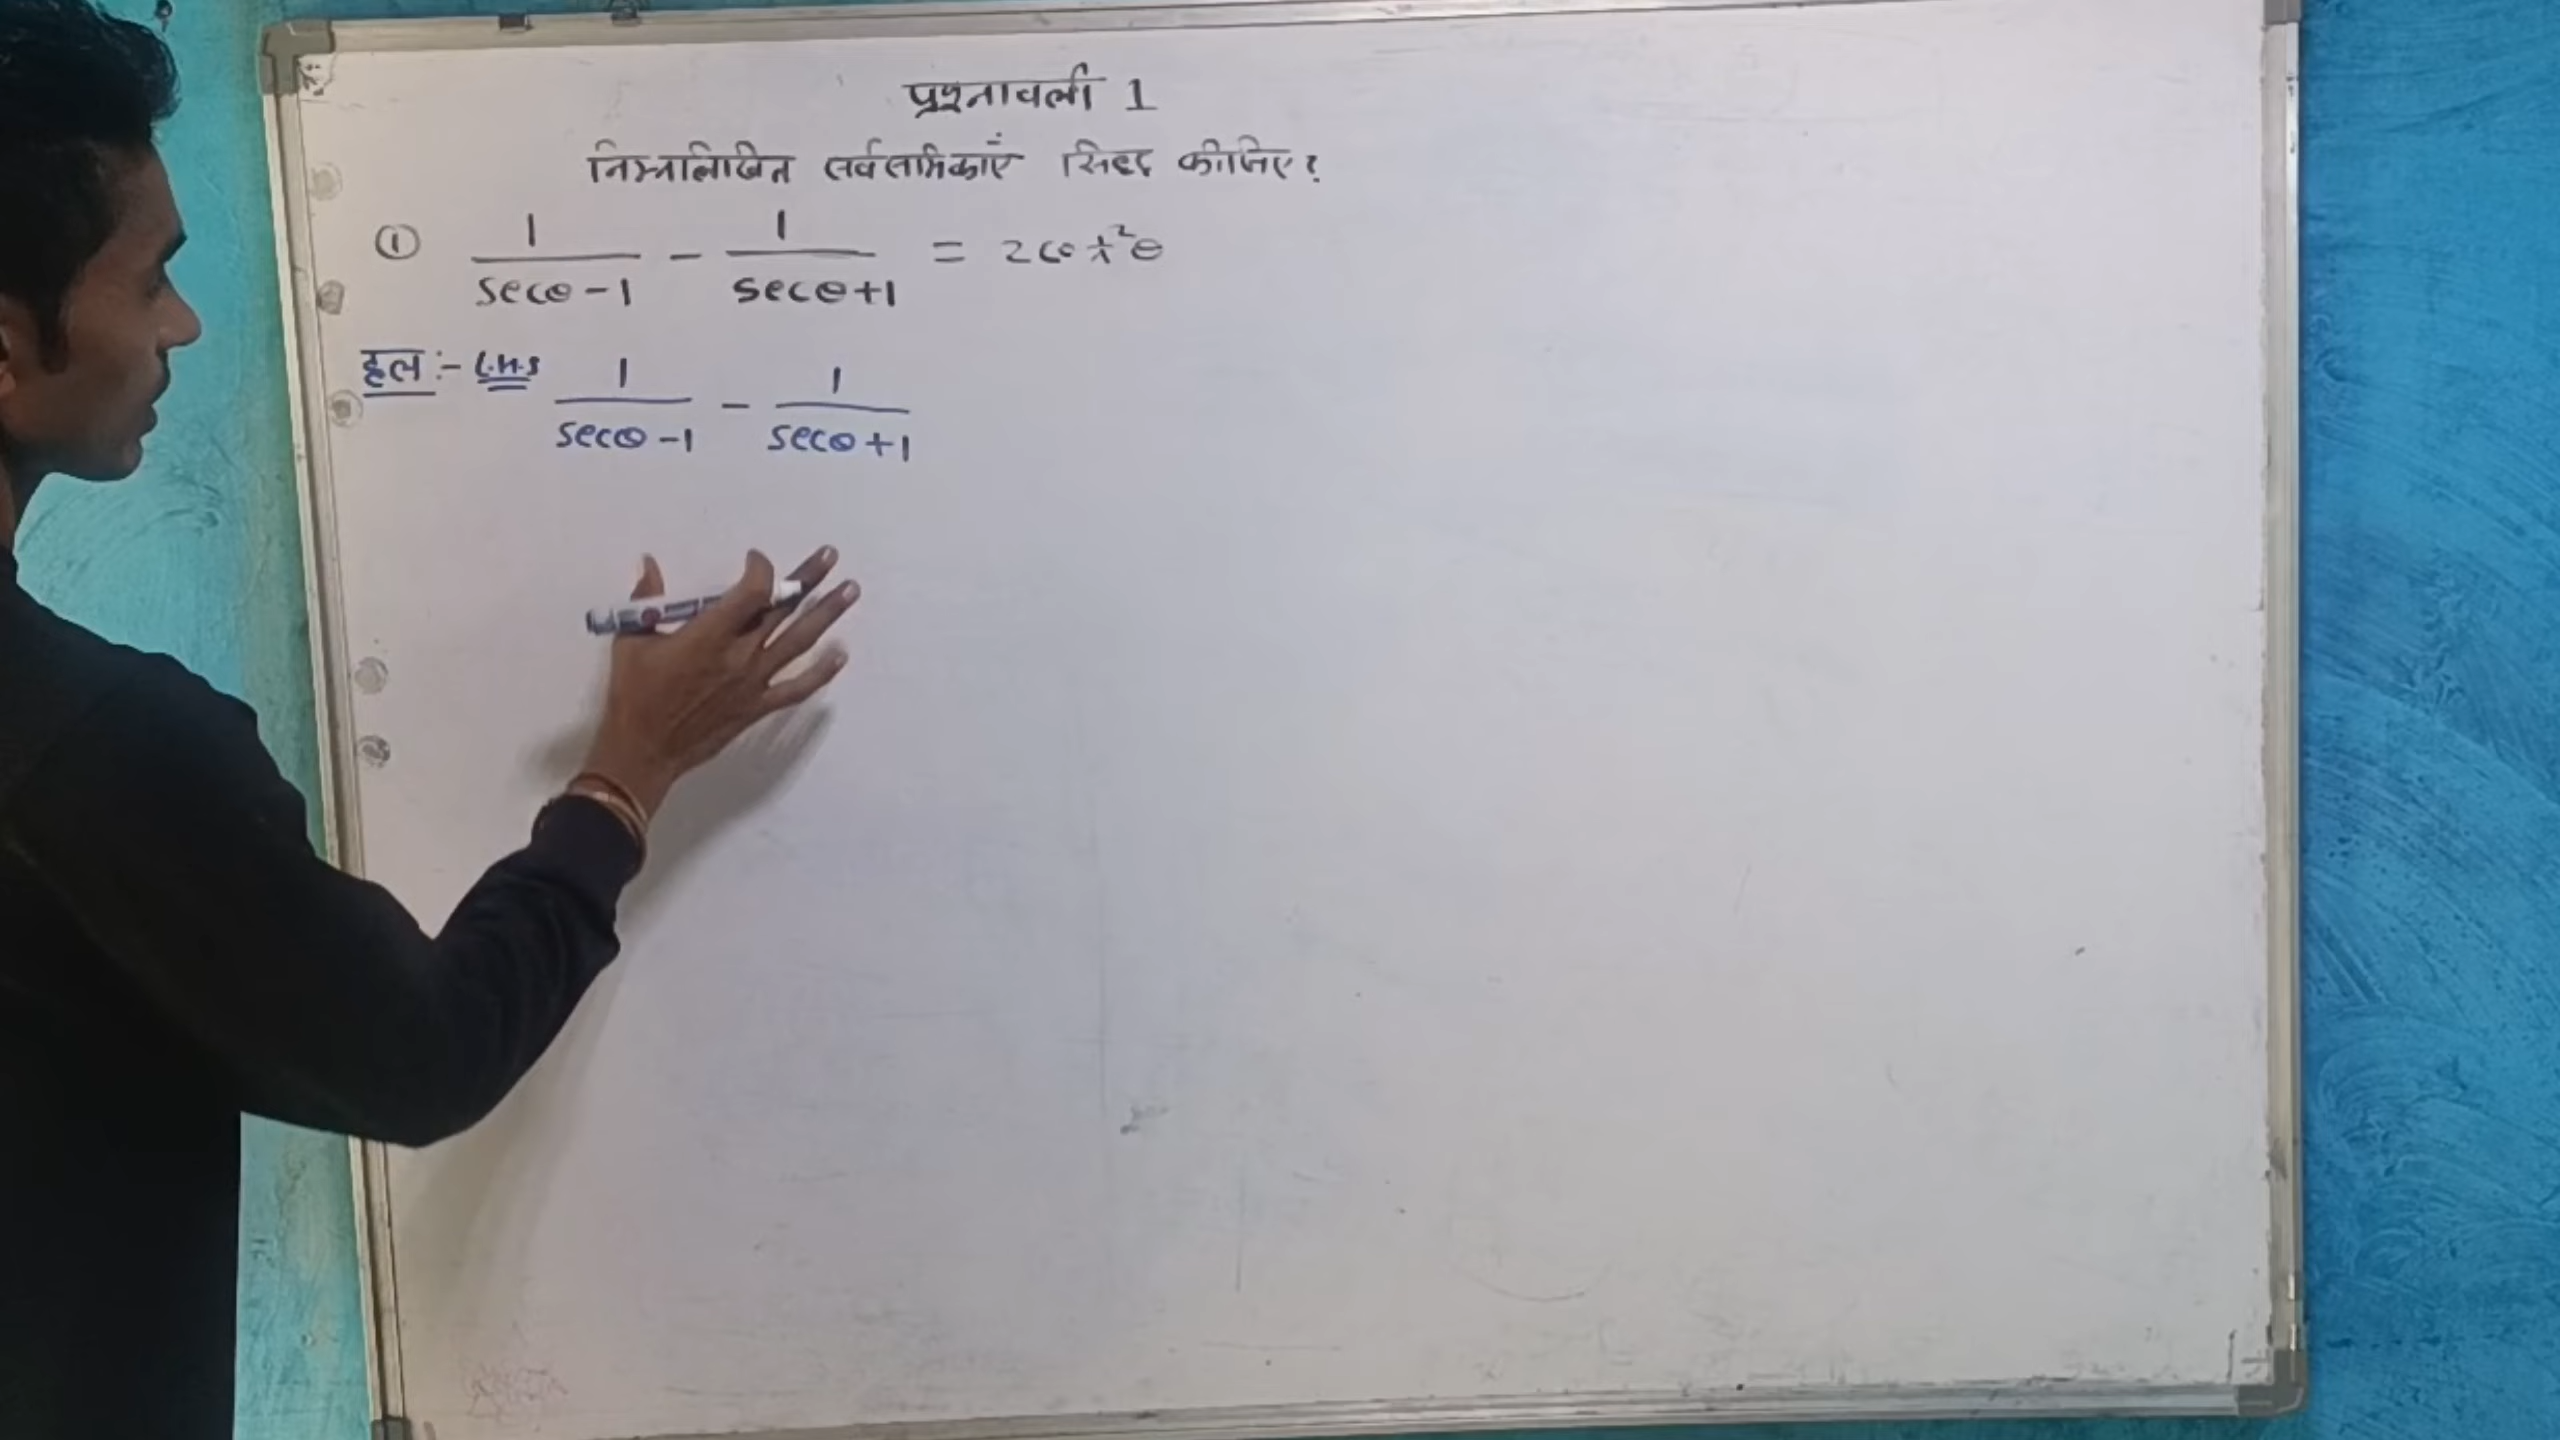 प्रश्नावली 1
निम्नलिखित सर्वसमिकाएँ सिद्ध कीजिए ?
① 1/(secθ-1) - 1/(secθ+1) = 2cot²θ
हल :- L.H.S 1/(secθ-1) - 1/(secθ+1)